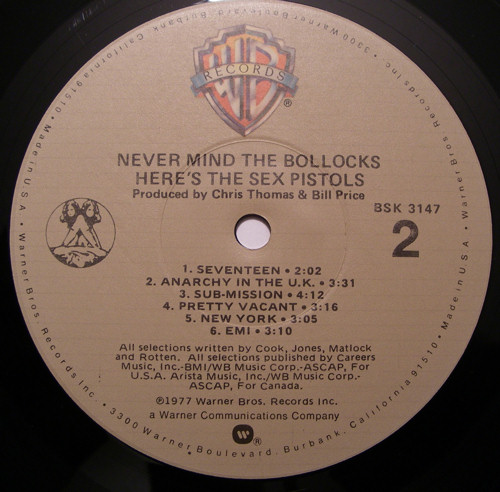 WB
RECORDS
®
NEVER MIND THE BOLLOCKS
HERE'S THE SEX PISTOLS
Produced by Chris Thomas & Bill Price
BSK 3147
2
1. SEVENTEEN • 2:02
2. ANARCHY IN THE U.K. • 3:31
3. SUB-MISSION • 4:12
4. PRETTY VACANT • 3:16
5. NEW YORK • 3:05
6. EMI • 3:10
All selections written by Cook, Jones, Matlock
and Rotten. All selections published by Careers
Music, Inc.-BMI/WB Music Corp.-ASCAP, For
U.S.A. Arista Music, Inc./WB Music Corp.-
ASCAP, For Canada.
℗1977 Warner Bros. Records Inc.
a Warner Communications Company
®
Warner Bros. Records Inc. • 3300 Warner Boulevard, Burbank, California 91510 • Made in U.S.A. • Warner Bros. Records Inc. • 3300 Warner Boulevard, Burbank, California 91510 • Made in U.S.A. •